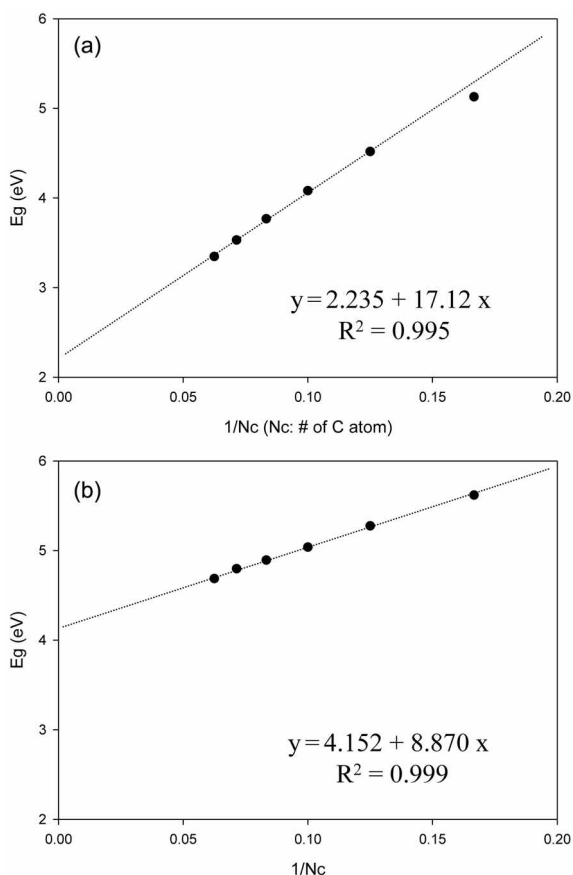 (a)
6
5
4
3
2
Eg (eV)
y = 2.235 + 17.12 x
R² = 0.995
0.00 0.05 0.10 0.15 0.20
1/Nc (Nc: # of C atom)
(b)
6
5
4
3
2
Eg (eV)
y = 4.152 + 8.870 x
R² = 0.999
0.00 0.05 0.10 0.15 0.20
1/Nc